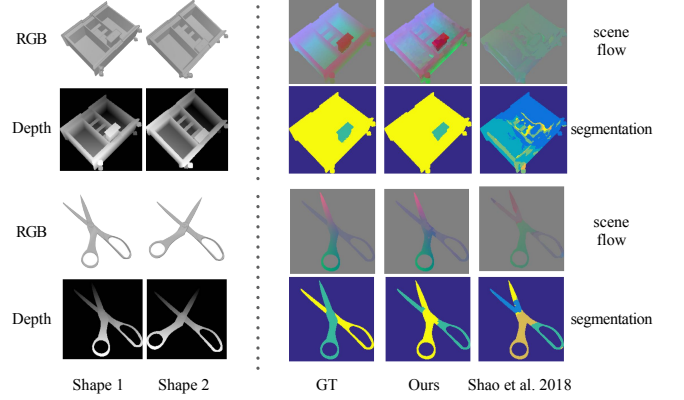 RGB
scene
flow
Depth
segmentation
RGB
scene
flow
Depth
segmentation
Shape 1
Shape 2
GT
Ours
Shao et al. 2018